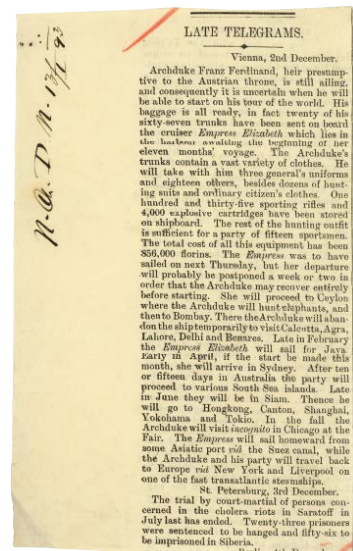 N. Q. D. M. 13/1 93
LATE TELEGRAMS.
Vienna, 2nd December.
Archduke Franz Ferdinand, heir presump-
tive to the Austrian throne, is still ailing,
and consequently it is uncertain when he will
be able to start on his tour of the world. His
baggage is all ready, in fact twenty of his
sixty-seven trunks have been sent on board
the cruiser Empress Elizabeth which lies in
the harbour awaiting the beginning of her
eleven months' voyage. The Archduke's
trunks contain a vast variety of clothes. He
will take with him three general's uniforms
and eighteen others, besides dozens of hunt-
ing suits and ordinary citizen's clothes. One
hundred and thirty-five sporting rifles and
4,000 explosive cartridges have been stored
on shipboard. The rest of the hunting outfit
is sufficient for a party of fifteen sportsmen.
The total cost of all this equipment has been
856,000 florins. The Empress was to have
sailed on next Thursday, but her departure
will probably be postponed a week or two in
order that the Archduke may recover entirely
before starting. She will proceed to Ceylon
where the Archduke will hunt elephants, and
then to Bombay. There the Archduke will aban-
don the ship temporarily to visit Calcutta, Agra,
Lahore, Delhi and Benares. Late in February
the Empress Elizabeth will sail for Java.
Early in April, if the start be made this
month, she will arrive in Sydney. After ten
or fifteen days in Australia the party will
proceed to various South Sea islands. Late
in June they will be in Siam. Thence he
will go to Hongkong, Canton, Shanghai,
Yokohama and Tokio. In the fall the
Archduke will visit incognito in Chicago at the
Fair. The Empress will sail homeward from
some Asiatic port viâ the Suez canal, while
the Archduke and his party will travel back
to Europe viâ New York and Liverpool on
one of the fast transatlantic steamships.
St. Petersburg, 3rd December.
The trial by court-martial of persons con-
cerned in the cholera riots in Saratoff in
July last has ended. Twenty-three prisoners
were sentenced to be hanged and fifty-six to
be imprisoned in Siberia.